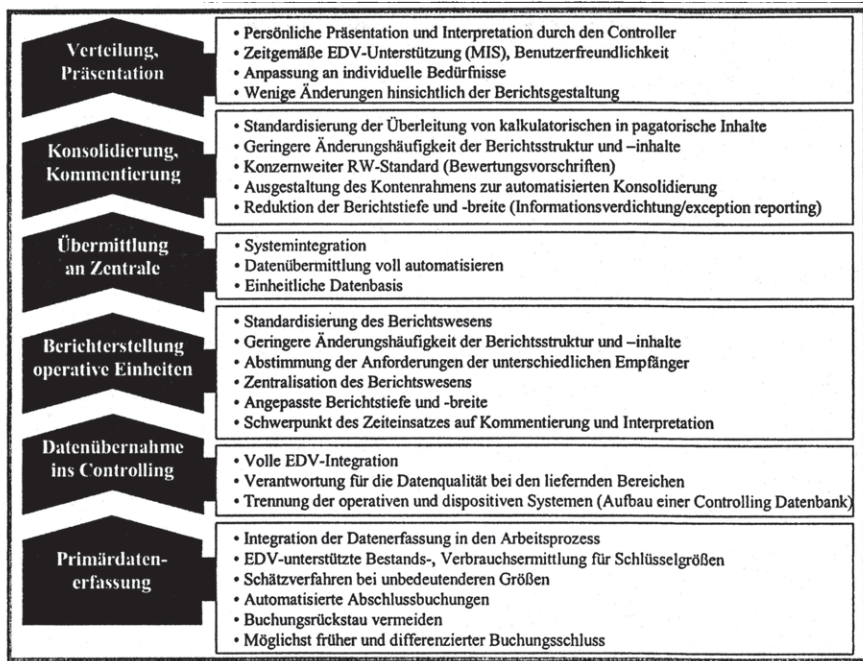 Verteilung,
Präsentation
• Persönliche Präsentation und Interpretation durch den Controller
• Zeitgemäße EDV-Unterstützung (MIS), Benutzerfreundlichkeit
• Anpassung an individuelle Bedürfnisse
• Wenige Änderungen hinsichtlich der Berichtsgestaltung
Konsolidierung,
Kommentierung
• Standardisierung der Überleitung von kalkulatorischen in pagatorische Inhalte
• Geringere Änderungshäufigkeit der Berichtsstruktur und –inhalte
• Konzernweiter RW-Standard (Bewertungsvorschriften)
• Ausgestaltung des Kontenrahmens zur automatisierten Konsolidierung
• Reduktion der Berichtstiefe und -breite (Informationsverdichtung/exception reporting)
Übermittlung
an Zentrale
• Systemintegration
• Datenübermittlung voll automatisieren
• Einheitliche Datenbasis
Berichterstellung
operative Einheiten
• Standardisierung des Berichtswesens
• Geringere Änderungshäufigkeit der Berichtsstruktur und –inhalte
• Abstimmung der Anforderungen der unterschiedlichen Empfänger
• Zentralisation des Berichtswesens
• Angepasste Berichtstiefe und -breite
• Schwerpunkt des Zeiteinsatzes auf Kommentierung und Interpretation
Datenübernahme
ins Controlling
• Volle EDV-Integration
• Verantwortung für die Datenqualität bei den liefernden Bereichen
• Trennung der operativen und dispositiven Systemen (Aufbau einer Controlling Datenbank)
Primärdaten-
erfassung
• Integration der Datenerfassung in den Arbeitsprozess
• EDV-unterstützte Bestands-, Verbrauchsermittlung für Schlüsselgrößen
• Schätzverfahren bei unbedeutenderen Größen
• Automatisierte Abschlussbuchungen
• Buchungsrückstau vermeiden
• Möglichst früher und differenzierter Buchungsschluss